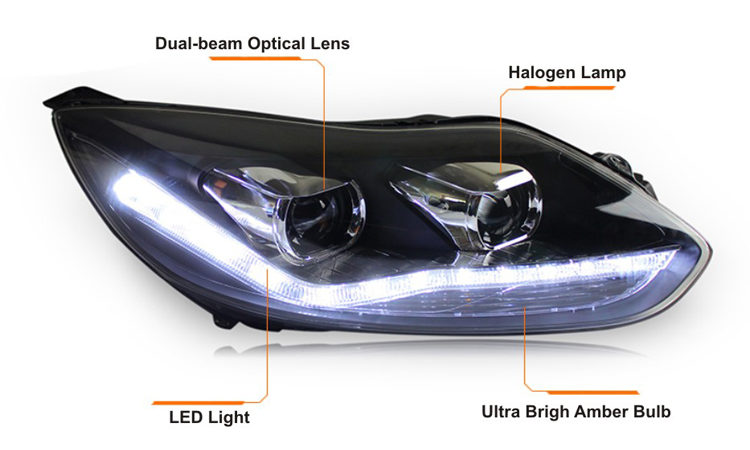 Dual-beam Optical Lens
Halogen Lamp
LED Light
Ultra Brigh Amber Bulb